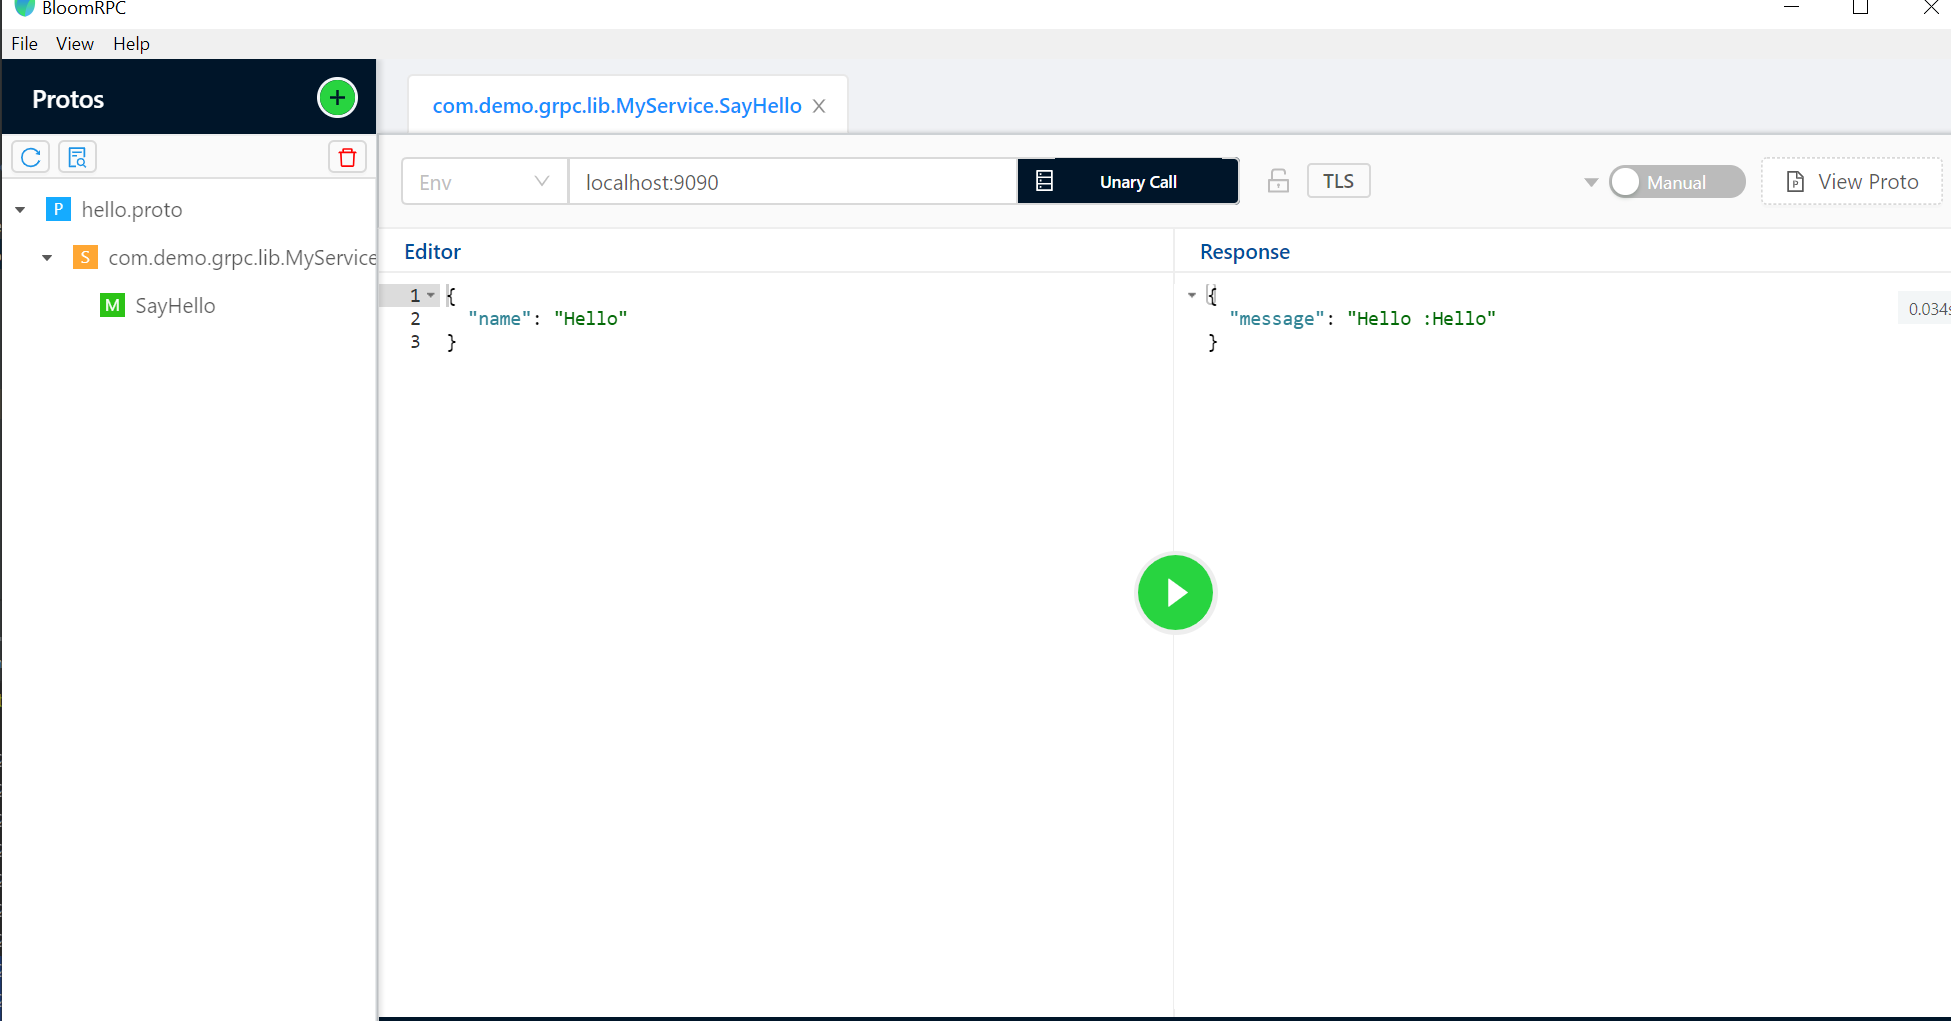 BloomRPC
File View Help
Protos
com.demo.grpc.lib.MyService.SayHello
Env
localhost:9090
Unary Call
TLS
Manual
View Proto
P hello.proto
S com.demo.grpc.lib.MyService
M SayHello
Editor
1 {
2 "name": "Hello"
3 }
Response
{
"message": "Hello :Hello"
}
0.034s